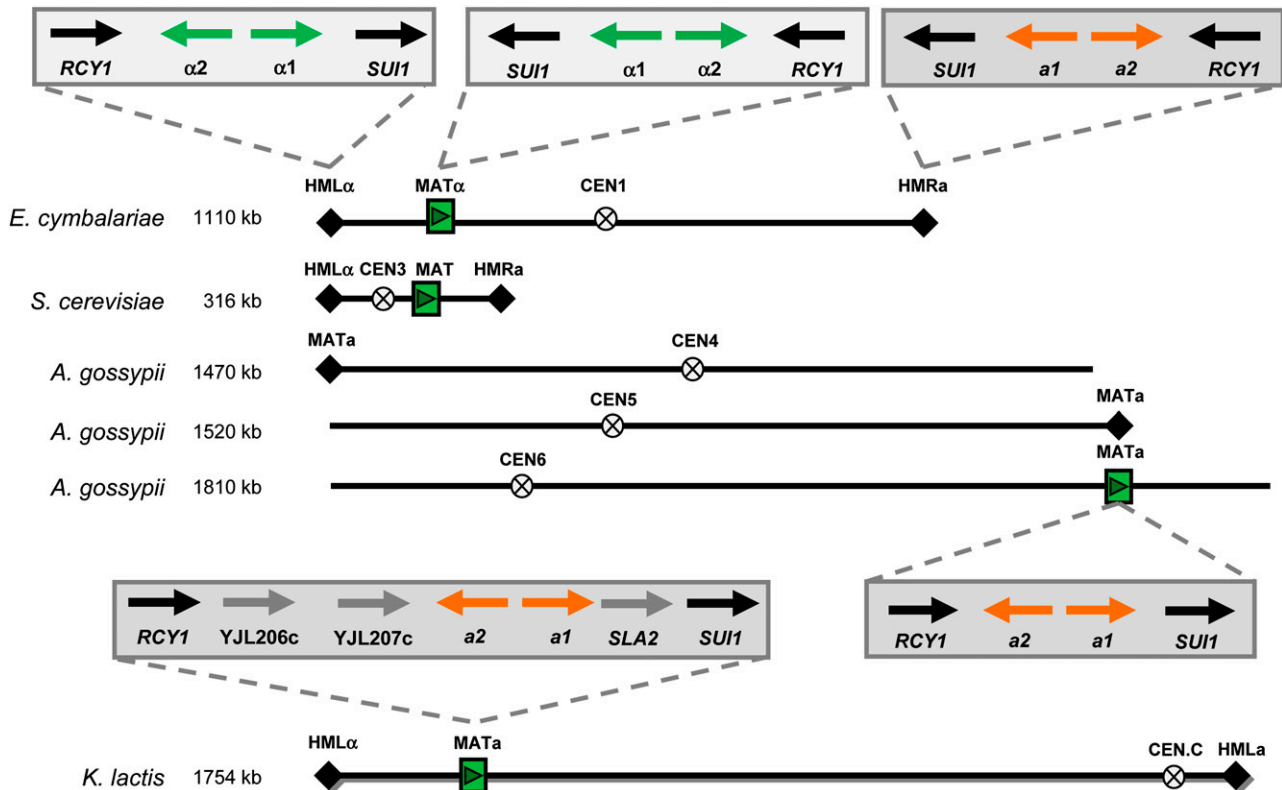 RCY1 α2 α1 SUI1
SUI1 α1 α2 RCY1
SUI1 a1 a2 RCY1
HMLα MATα CEN1 HMRa
E. cymbalariae 1110 kb
HMLα CEN3 MAT HMRa
S. cerevisiae 316 kb
MATa CEN4
A. gossypii 1470 kb
CEN5 MATa
A. gossypii 1520 kb
CEN6 MATa
A. gossypii 1810 kb
RCY1 YJL206c YJL207c a2 a1 SLA2 SUI1
RCY1 a2 a1 SUI1
HMLα MATa CEN.C HMLa
K. lactis 1754 kb